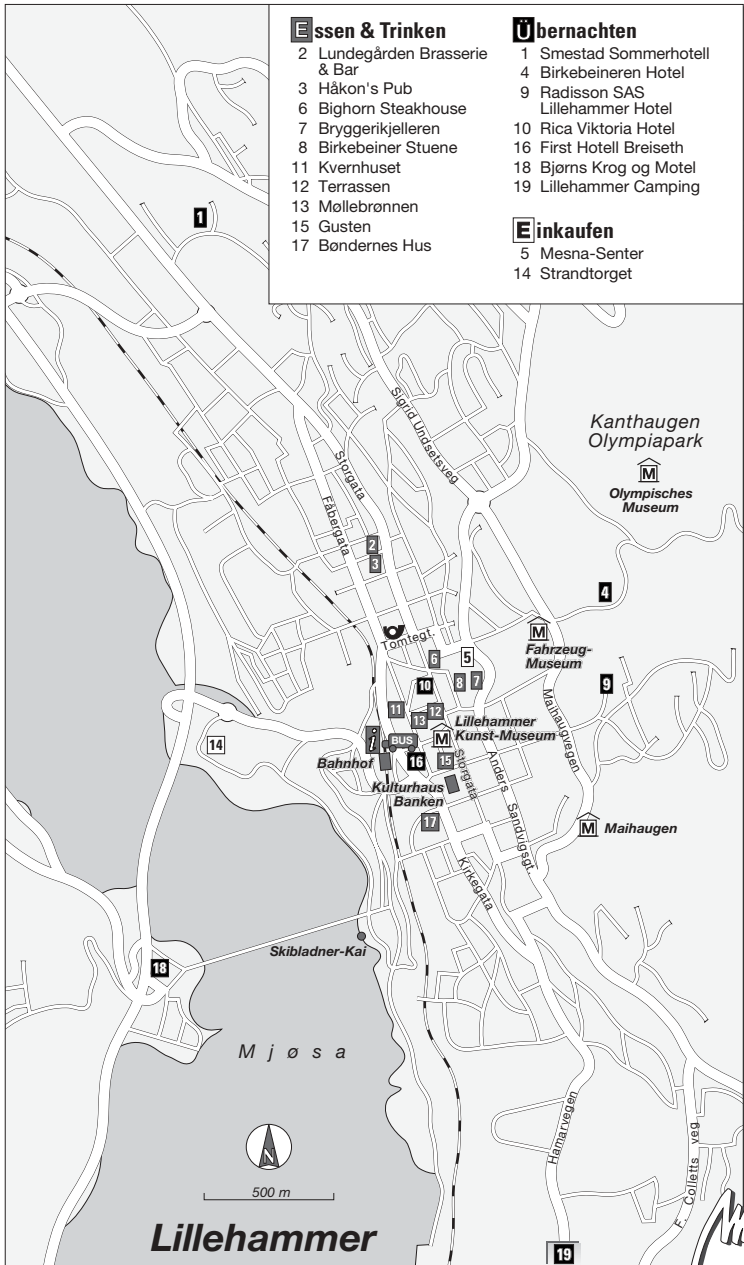 Essen & Trinken
2 Lundegården Brasserie
& Bar
3 Håkon's Pub
6 Bighorn Steakhouse
7 Bryggerikjelleren
8 Birkebeiner Stuene
11 Kvernhuset
12 Terrassen
13 Møllebrønnen
15 Gusten
17 Bøndernes Hus
Übernachten
1 Smestad Sommerhotell
4 Birkebeineren Hotel
9 Radisson SAS
Lillehammer Hotel
10 Rica Viktoria Hotel
16 First Hotell Breiseth
18 Bjørns Krog og Motel
19 Lillehammer Camping
Einkaufen
5 Mesna-Senter
14 Strandtorget
1
Sigrid Undsetsveg
Kanthaugen
Olympiapark
M
Olympisches
Museum
Storgata
Fåbergata
2
3
4
Tomtegt.
M
Fahrzeug-
Museum
6
5
10
8
7
9
Maihaugvegen
11
12
13
Lillehammer
Kunst-Museum
M
14
i
BUS
Bahnhof
16
15
Storgata
Anders Sandvigsgt.
Kulturhaus
Banken
17
M
Maihaugen
Kirkegata
Skibladner-Kai
18
Mjøsa
Hamarvegen
F. Colletts veg
N
500 m
Lillehammer
19